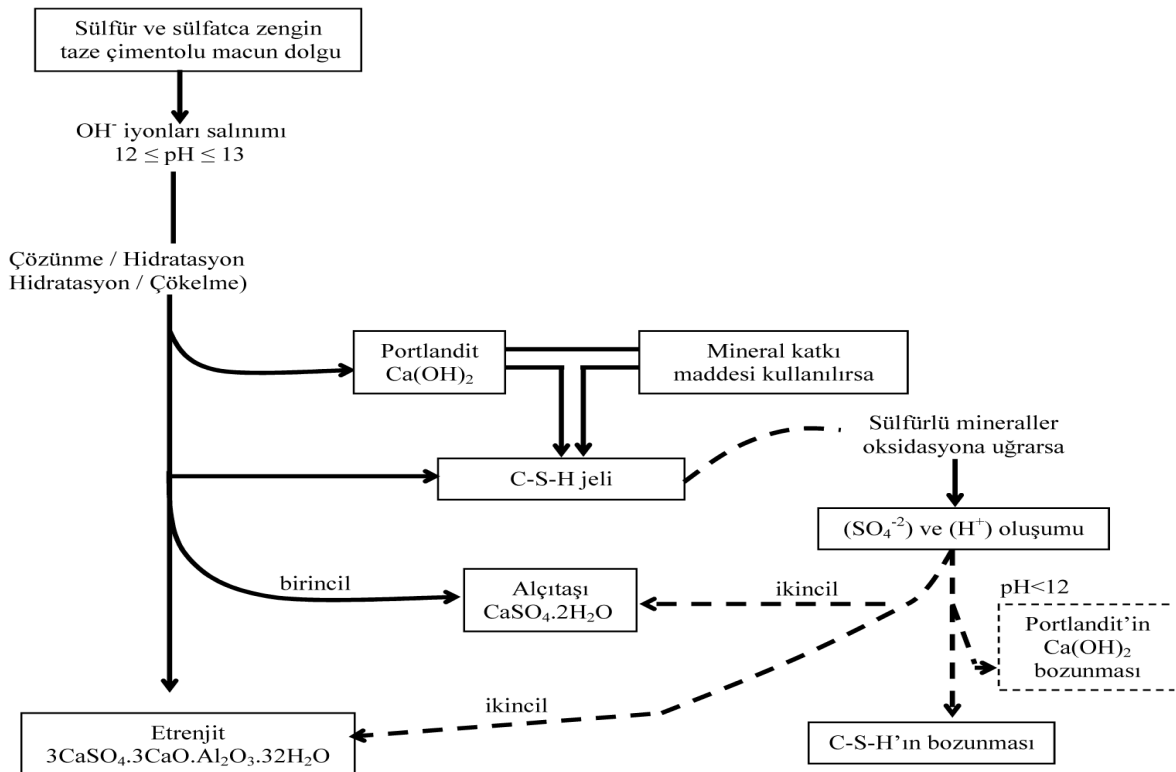 Sülfür ve sülfatca zengin
taze çimentolu macun dolgu
OH⁻ iyonları salınımı
12 ≤ pH ≤ 13
Çözünme / Hidratasyon
Hidratasyon / Çökelme)
Portlandit
Ca(OH)₂
Mineral katkı
maddesi kullanılırsa
Sülfürlü mineraller
oksidasyona uğrarsa
C-S-H jeli
(SO₄⁻²) ve (H⁺) oluşumu
birincil
Alçıtaşı
CaSO₄.2H₂O
ikincil
pH<12
Portlandit’in
Ca(OH)₂
bozunması
ikincil
Etrenjit
3CaSO₄.3CaO.Al₂O₃.32H₂O
C-S-H’ın bozunması